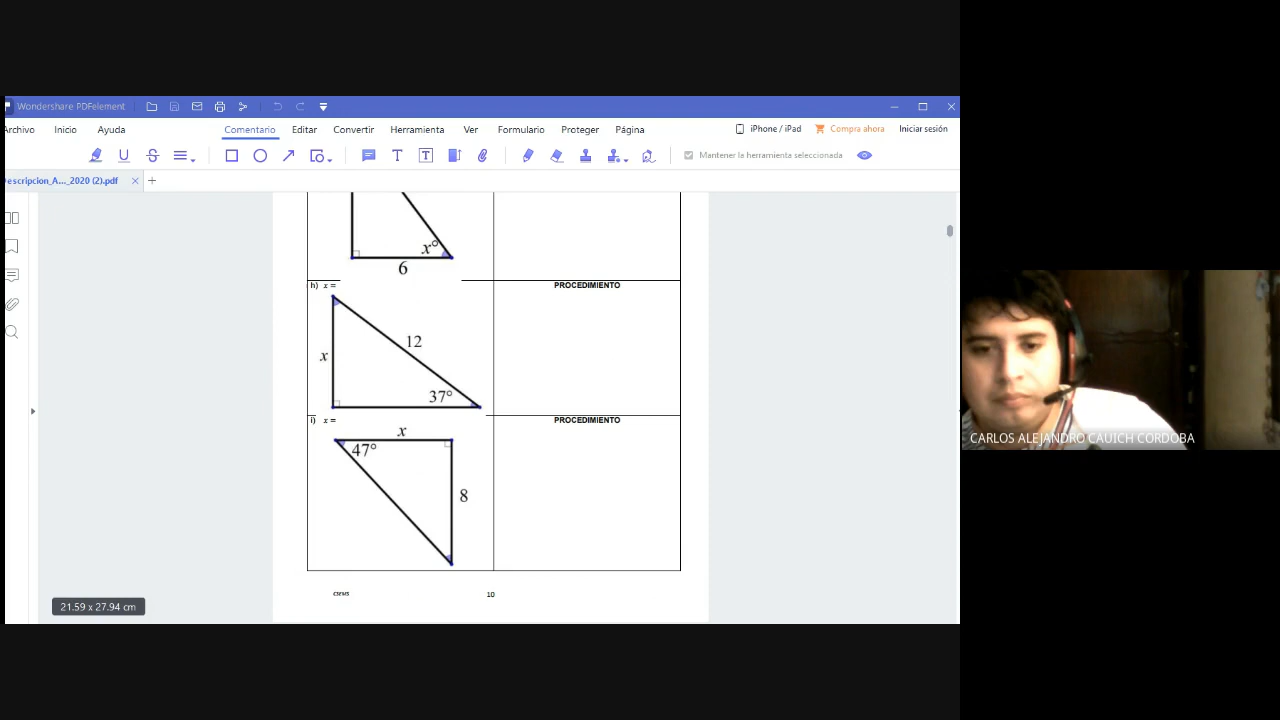 Wondershare PDFelement
Archivo Inicio Ayuda Comentario Editar Convertir Herramienta Ver Formulario Proteger Página iPhone / iPad Compra ahora Iniciar sesión
Mantener la herramienta seleccionada
Descripcion_A..._2020 (2).pdf
x°
6
h) x =
PROCEDIMIENTO
12
x
37°
i) x =
PROCEDIMIENTO
x
47°
8
CSEMS
10
21.59 x 27.94 cm
CARLOS ALEJANDRO CAUICH CORDOBA